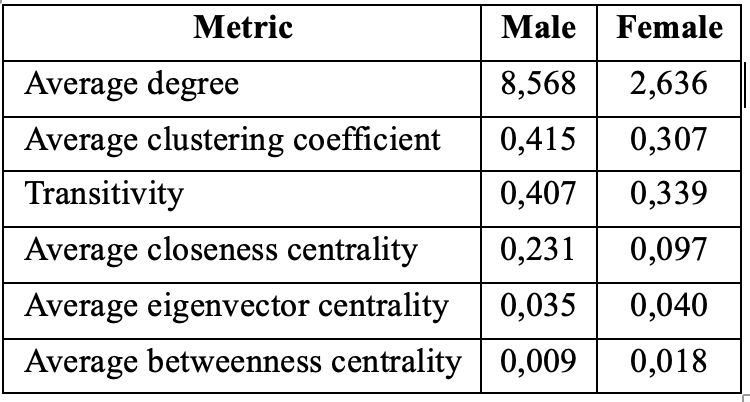 Metric Male Female
Average degree 8,568 2,636
Average clustering coefficient 0,415 0,307
Transitivity 0,407 0,339
Average closeness centrality 0,231 0,097
Average eigenvector centrality 0,035 0,040
Average betweenness centrality 0,009 0,018